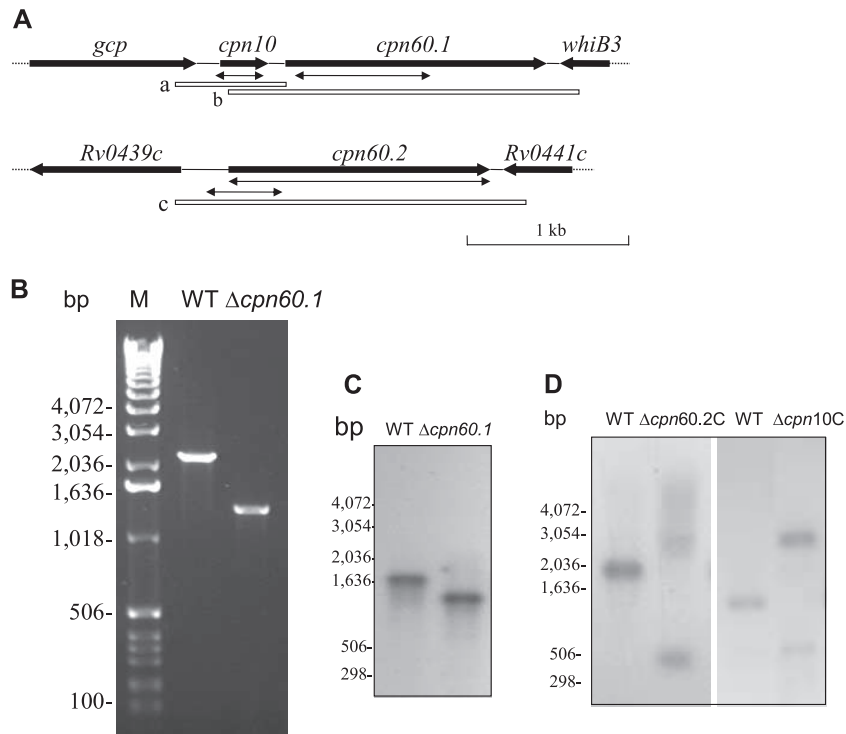 A
gcp cpn10 cpn60.1 whiB3
a
b
Rv0439c cpn60.2 Rv0441c
c
1 kb
B
bp M WT Δcpn60.1
4,072-
3,054-
2,036-
1,636-
1,018-
506-
100-
C
bp WT Δcpn60.1
4,072-
3,054-
2,036-
1,636-
506-
298-
D
bp WT Δcpn60.2C WT Δcpn10C
4,072-
3,054-
2,036-
1,636-
506-
298-